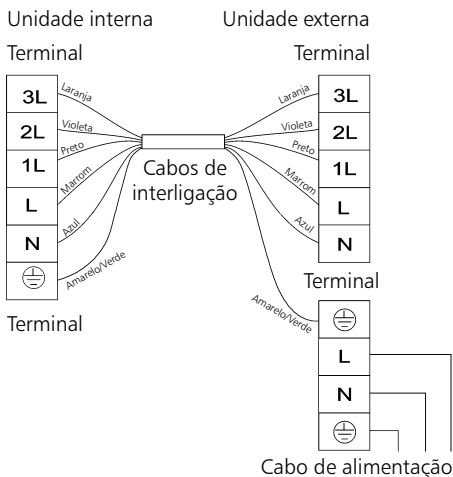 Unidade interna
Unidade externa
Terminal
Terminal
3L
Laranja
Laranja
3L
2L
Violeta
Violeta
2L
1L
Preto
Preto
1L
Cabos de
interligação
L
Marrom
Marrom
L
N
Azul
Azul
N
Amarelo/Verde
Terminal
Terminal
Amarelo/Verde
L
N
Cabo de alimentação